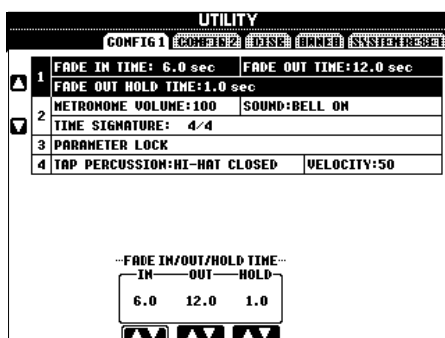 UTILITY
CONFIG 1 CONFIG 2 DISK OWNER SYSTEM RESET
1 FADE IN TIME: 6.0 sec FADE OUT TIME:12.0 sec
FADE OUT HOLD TIME:1.0 sec
2 METRONOME VOLUME:100 SOUND:BELL ON
TIME SIGNATURE: 4/4
3 PARAMETER LOCK
4 TAP PERCUSSION:HI-HAT CLOSED VELOCITY:50
FADE IN/OUT/HOLD TIME
IN OUT HOLD
6.0 12.0 1.0